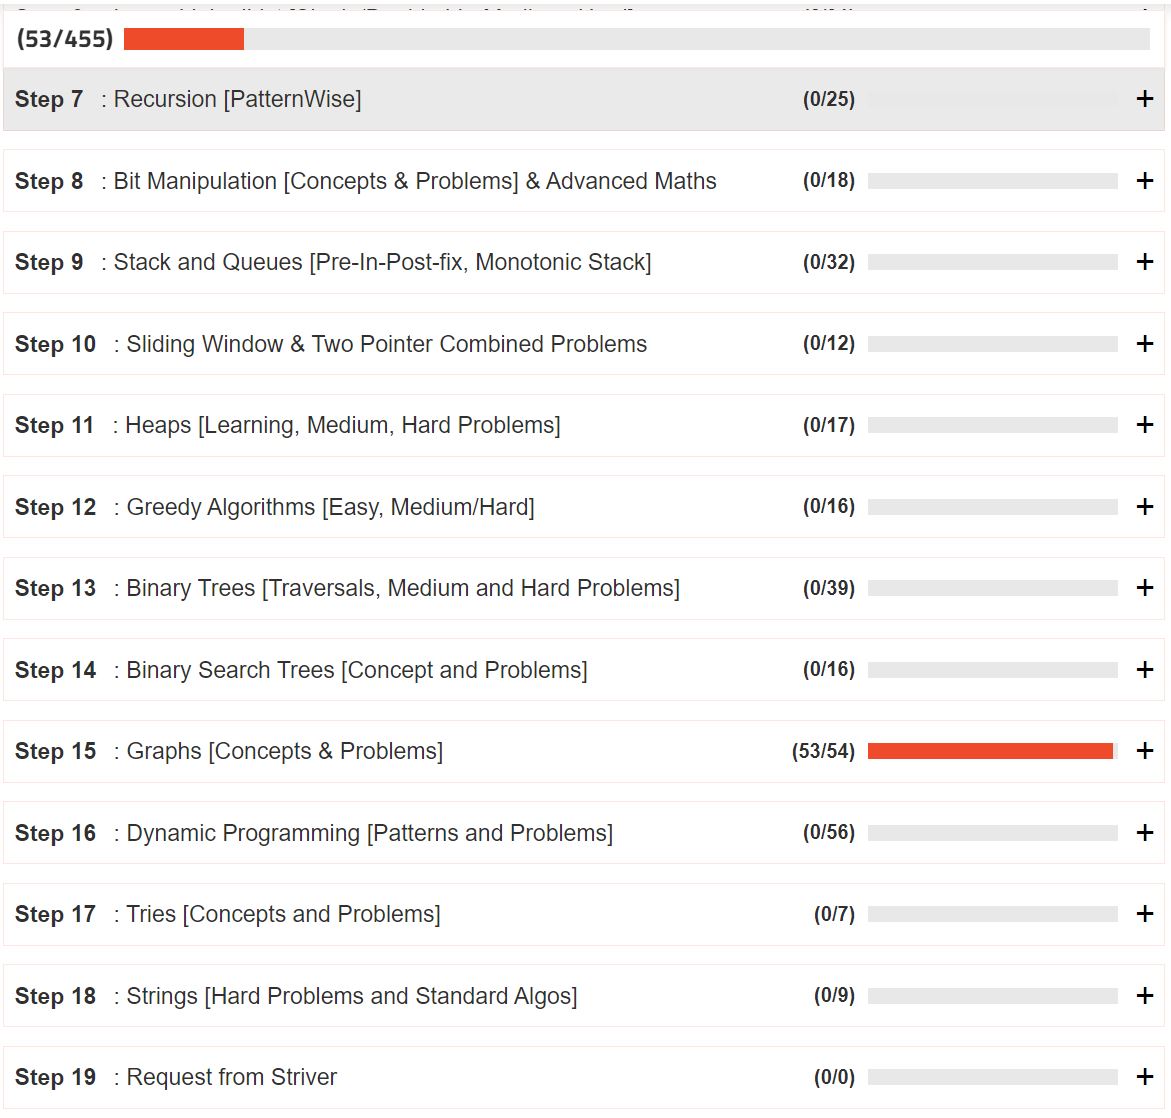 (53/455)
Step 7 : Recursion [PatternWise] (0/25) +
Step 8 : Bit Manipulation [Concepts & Problems] & Advanced Maths (0/18) +
Step 9 : Stack and Queues [Pre-In-Post-fix, Monotonic Stack] (0/32) +
Step 10 : Sliding Window & Two Pointer Combined Problems (0/12) +
Step 11 : Heaps [Learning, Medium, Hard Problems] (0/17) +
Step 12 : Greedy Algorithms [Easy, Medium/Hard] (0/16) +
Step 13 : Binary Trees [Traversals, Medium and Hard Problems] (0/39) +
Step 14 : Binary Search Trees [Concept and Problems] (0/16) +
Step 15 : Graphs [Concepts & Problems] (53/54) +
Step 16 : Dynamic Programming [Patterns and Problems] (0/56) +
Step 17 : Tries [Concepts and Problems] (0/7) +
Step 18 : Strings [Hard Problems and Standard Algos] (0/9) +
Step 19 : Request from Striver (0/0) +